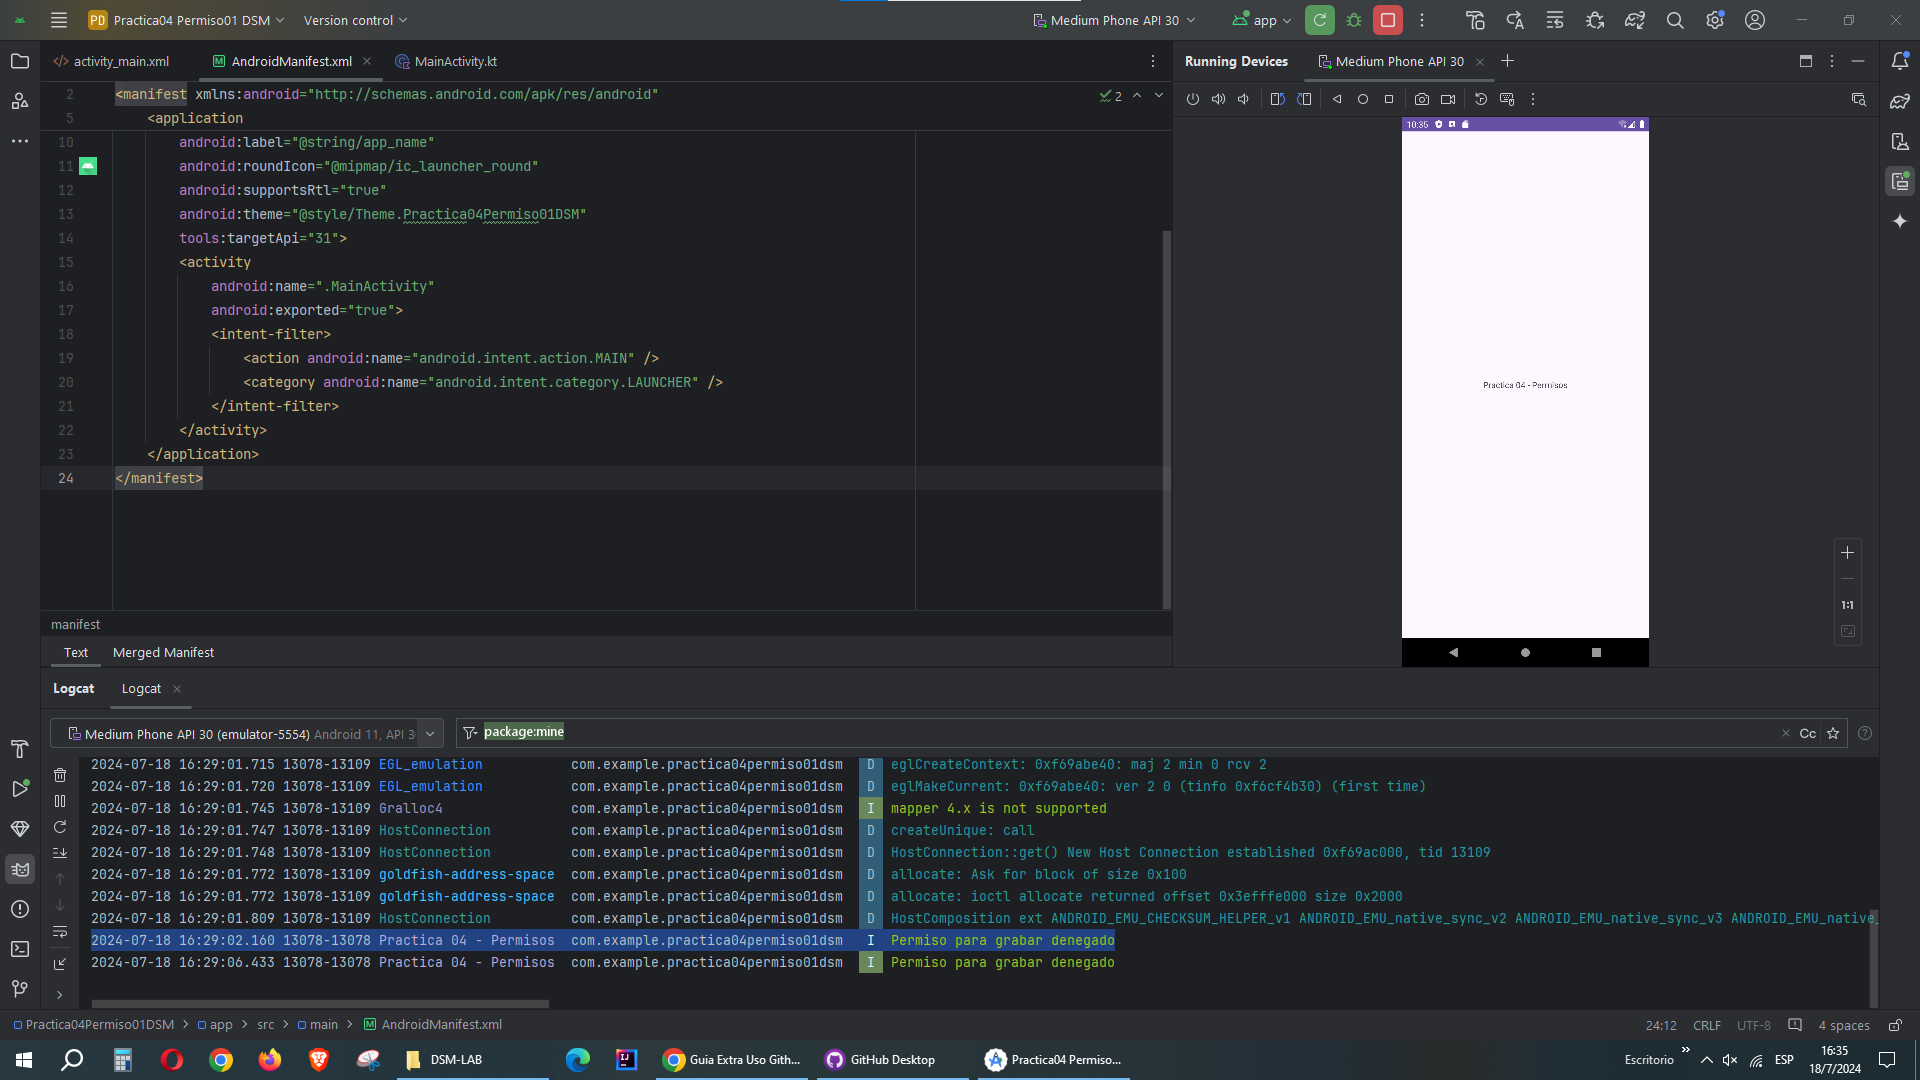 PD Practica04 Permiso01 DSM Version control Medium Phone API 30 app
activity_main.xml AndroidManifest.xml MainActivity.kt
Running Devices Medium Phone API 30
2 <manifest xmlns:android="http://schemas.android.com/apk/res/android"
2
5 <application
10 android:label="@string/app_name"
11 android:roundIcon="@mipmap/ic_launcher_round"
12 android:supportsRtl="true"
13 android:theme="@style/Theme.Practica04Permiso01DSM"
14 tools:targetApi="31">
15 <activity
16 android:name=".MainActivity"
17 android:exported="true">
18 <intent-filter>
19 <action android:name="android.intent.action.MAIN" />
20 <category android:name="android.intent.category.LAUNCHER" />
21 </intent-filter>
22 </activity>
23 </application>
24 </manifest>
manifest
Text Merged Manifest
10:35
Practica 04 - Permisos
1:1
Logcat Logcat
Medium Phone API 30 (emulator-5554) Android 11, API 3
package:mine
Cc
2024-07-18 16:29:01.715 13078-13109 EGL_emulation com.example.practica04permiso01dsm D eglCreateContext: 0xf69abe40: maj 2 min 0 rcv 2
2024-07-18 16:29:01.720 13078-13109 EGL_emulation com.example.practica04permiso01dsm D eglMakeCurrent: 0xf69abe40: ver 2 0 (tinfo 0xf6cf4b30) (first time)
2024-07-18 16:29:01.745 13078-13109 Gralloc4 com.example.practica04permiso01dsm I mapper 4.x is not supported
2024-07-18 16:29:01.747 13078-13109 HostConnection com.example.practica04permiso01dsm D createUnique: call
2024-07-18 16:29:01.748 13078-13109 HostConnection com.example.practica04permiso01dsm D HostConnection::get() New Host Connection established 0xf69ac000, tid 13109
2024-07-18 16:29:01.772 13078-13109 goldfish-address-space com.example.practica04permiso01dsm D allocate: Ask for block of size 0x100
2024-07-18 16:29:01.772 13078-13109 goldfish-address-space com.example.practica04permiso01dsm D allocate: ioctl allocate returned offset 0x3efffe000 size 0x2000
2024-07-18 16:29:01.809 13078-13109 HostConnection com.example.practica04permiso01dsm D HostComposition ext ANDROID_EMU_CHECKSUM_HELPER_v1 ANDROID_EMU_native_sync_v2 ANDROID_EMU_native_sync_v3 ANDROID_EMU_native_
2024-07-18 16:29:02.160 13078-13078 Practica 04 - Permisos com.example.practica04permiso01dsm I Permiso para grabar denegado
2024-07-18 16:29:06.433 13078-13078 Practica 04 - Permisos com.example.practica04permiso01dsm I Permiso para grabar denegado
Practica04Permiso01DSM > app > src > main > AndroidManifest.xml
24:12 CRLF UTF-8 4 spaces
DSM-LAB Guia Extra Uso Gith... GitHub Desktop Practica04 Permiso...
Escritorio ESP 16:35
18/7/2024